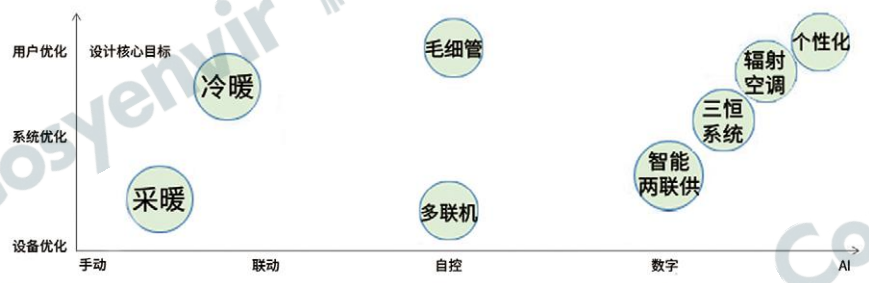 用户优化
设计核心目标
冷暖
毛细管
个性化
辐射
空调
三恒
系统
系统优化
智能
两联供
采暖
多联机
设备优化
手动
联动
自控
数字
AI
osyenvir
Co